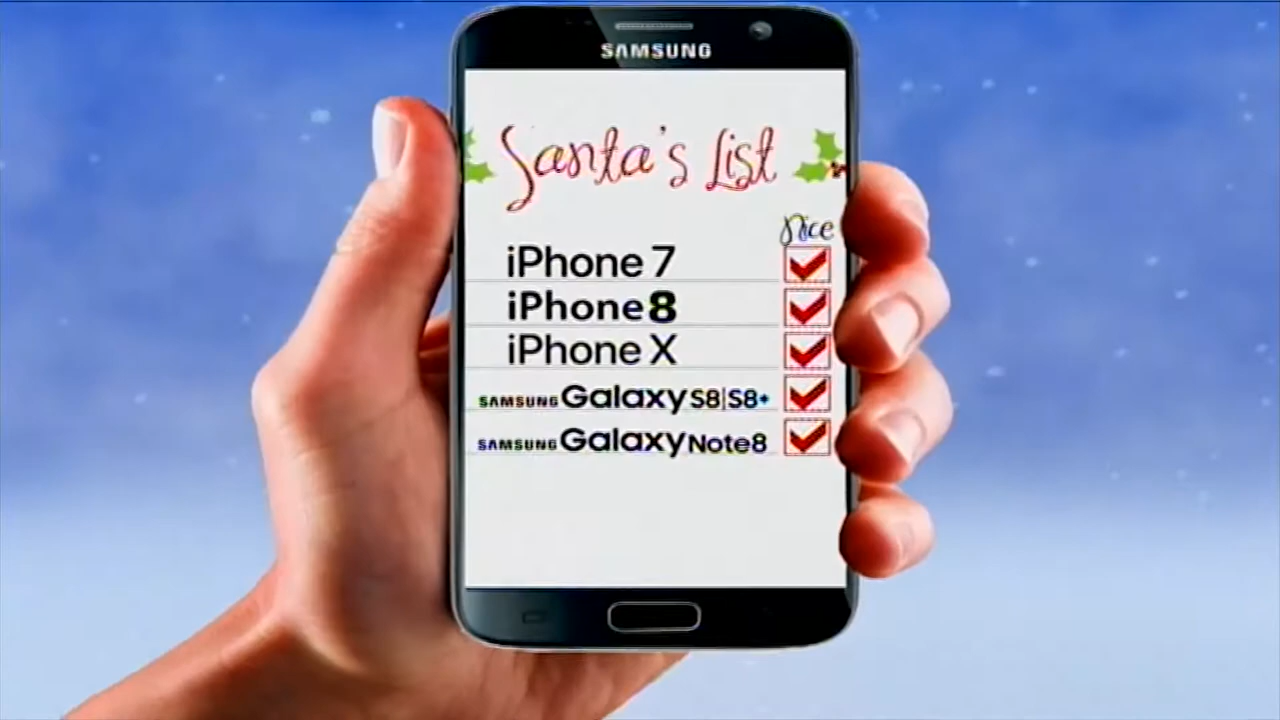 SAMSUNG
Santa's List
Nice
iPhone 7
iPhone 8
iPhone X
SAMSUNG Galaxy S8|S8+
SAMSUNG Galaxy Note8